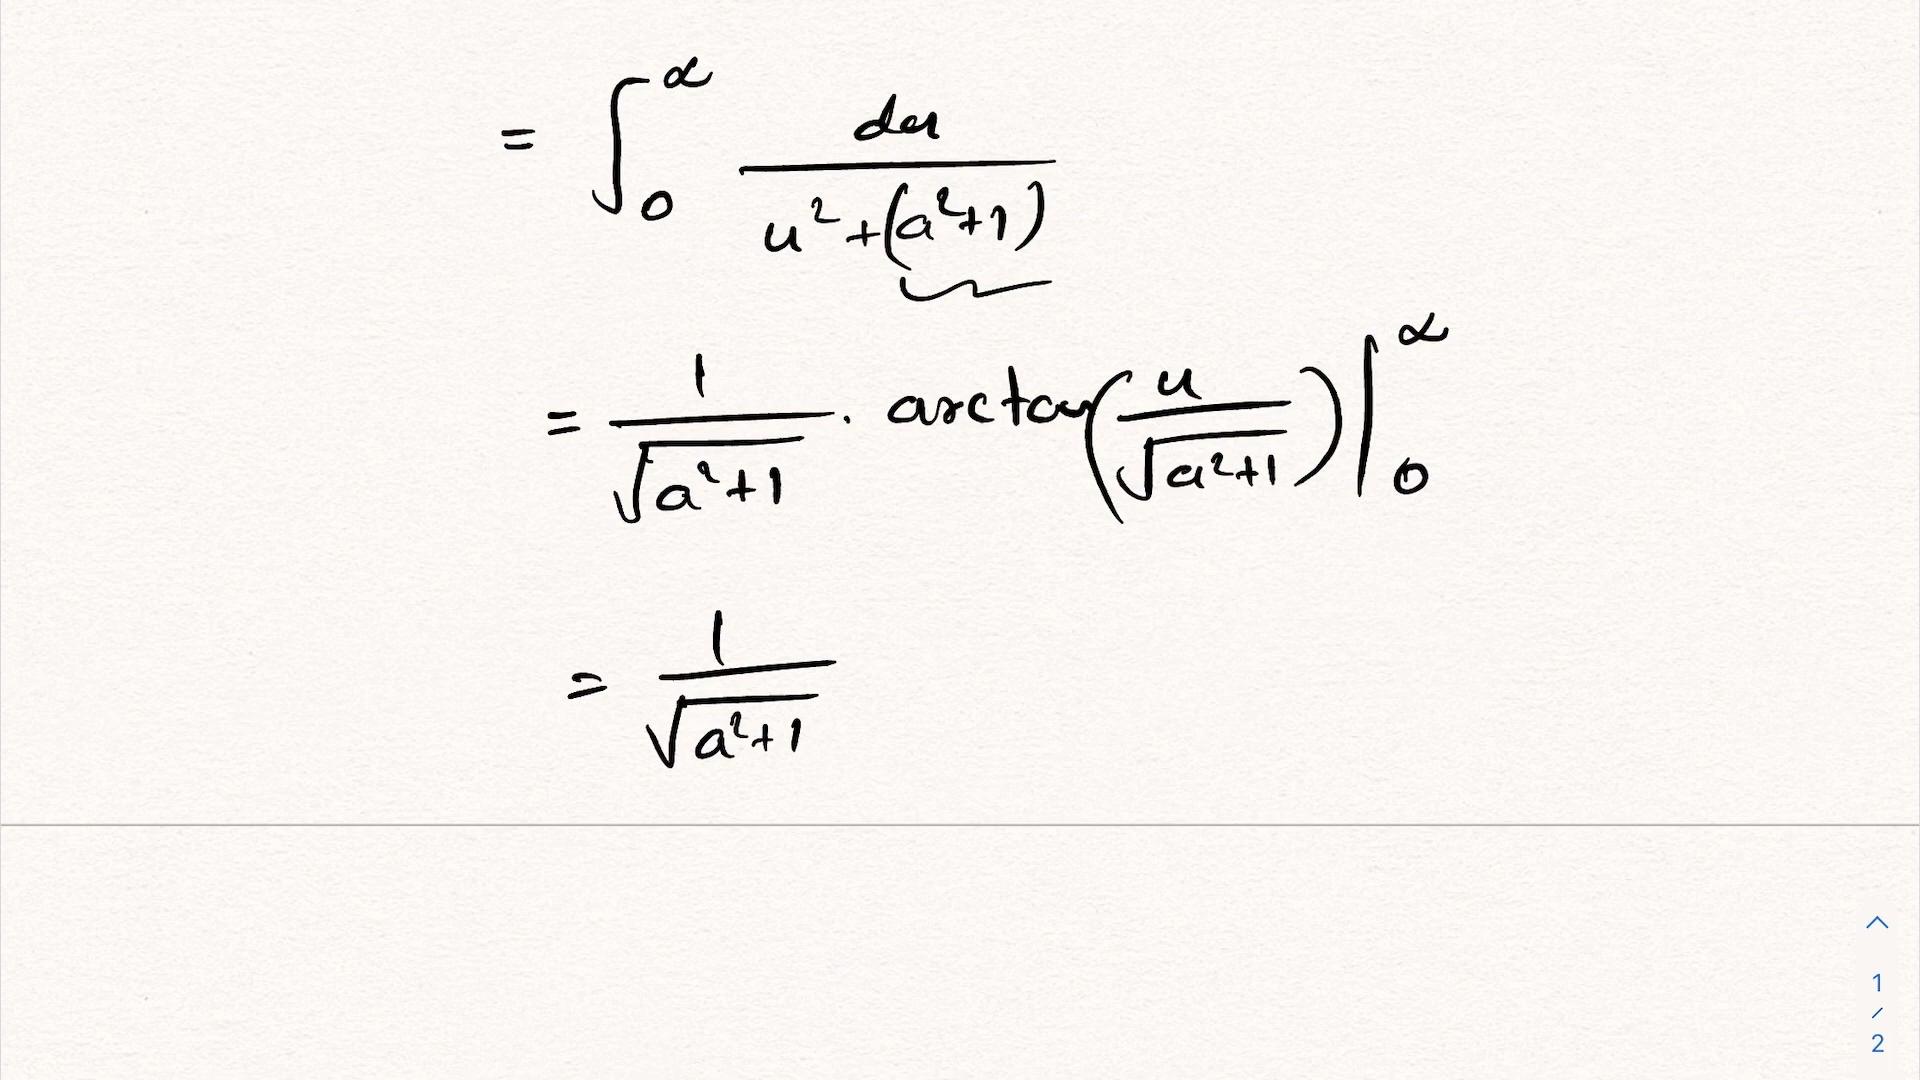 = ∫₀^∝ du / (u² + (a²+1))
= 1/√(a²+1) · arctan(u/√(a²+1)) |₀^∝
= 1/√(a²+1)
1
/
2